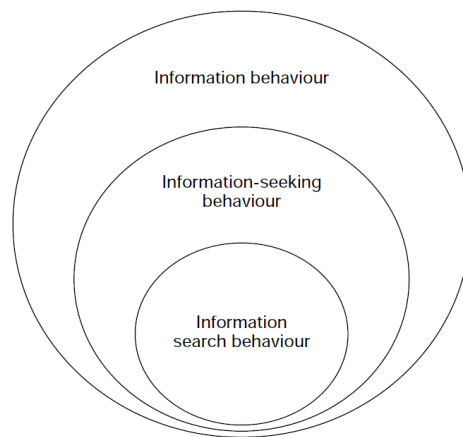 Information behaviour
Information-seeking
behaviour
Information
search behaviour